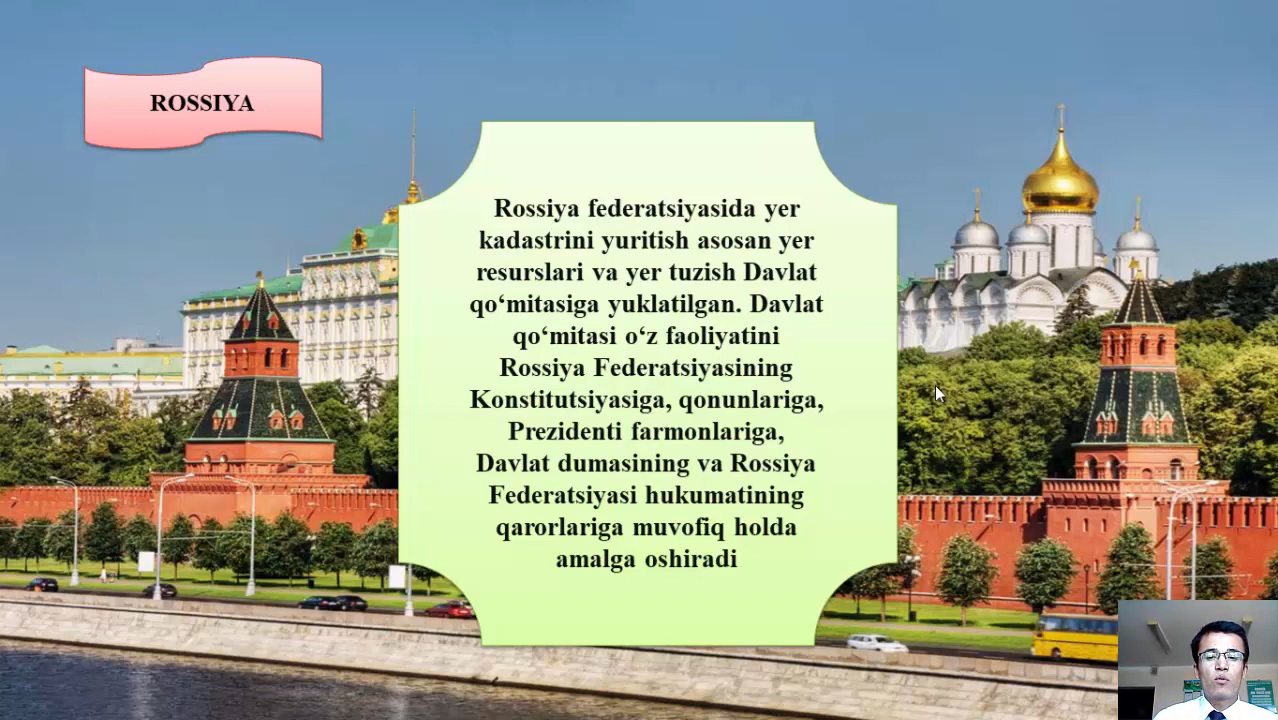 ROSSIYA
Rossiya federatsiyasida yer
kadastrini yuritish asosan yer
resurslari va yer tuzish Davlat
qo‘mitasiga yuklatilgan. Davlat
qo‘mitasi o‘z faoliyatini
Rossiya Federatsiyasining
Konstitutsiyasiga, qonunlariga,
Prezidenti farmonlariga,
Davlat dumasining va Rossiya
Federatsiyasi hukumatining
qarorlariga muvofiq holda
amalga oshiradi